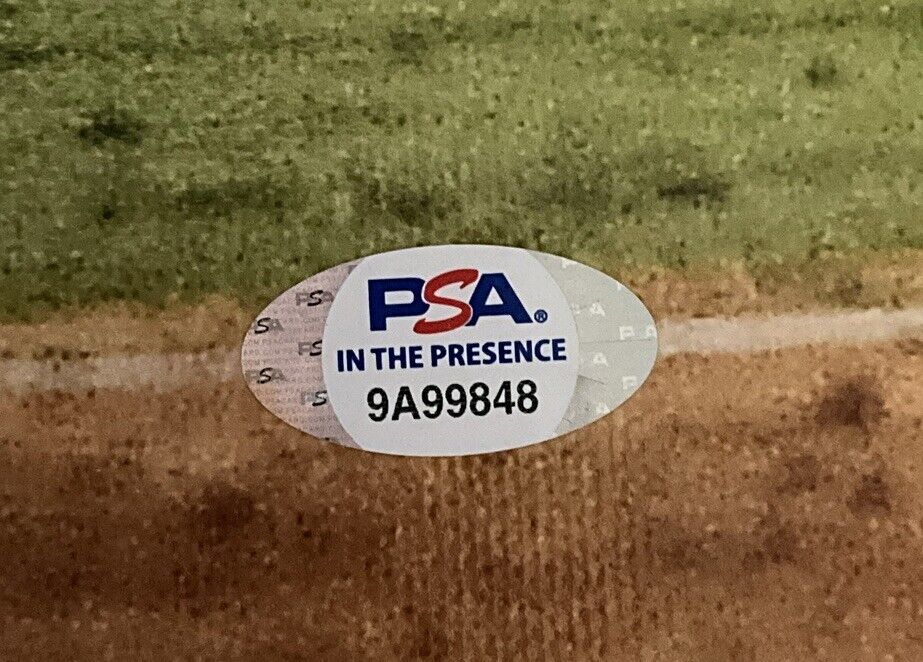 PSA®
IN THE PRESENCE
9A99848